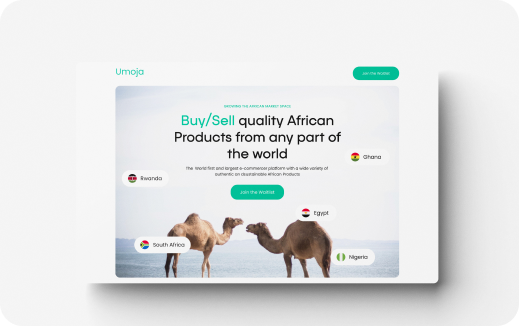 Umoja
Join the Waitlist
GROWING THE AFRICAN MARKET SPACE
Buy/Sell quality African
Products from any part of
the world
Ghana
The World first and largest e-commerce platform with a wide variety of
authentic an dsustainable African Products
Rwanda
Join the Waitlist
Egypt
South Africa
Nigeria